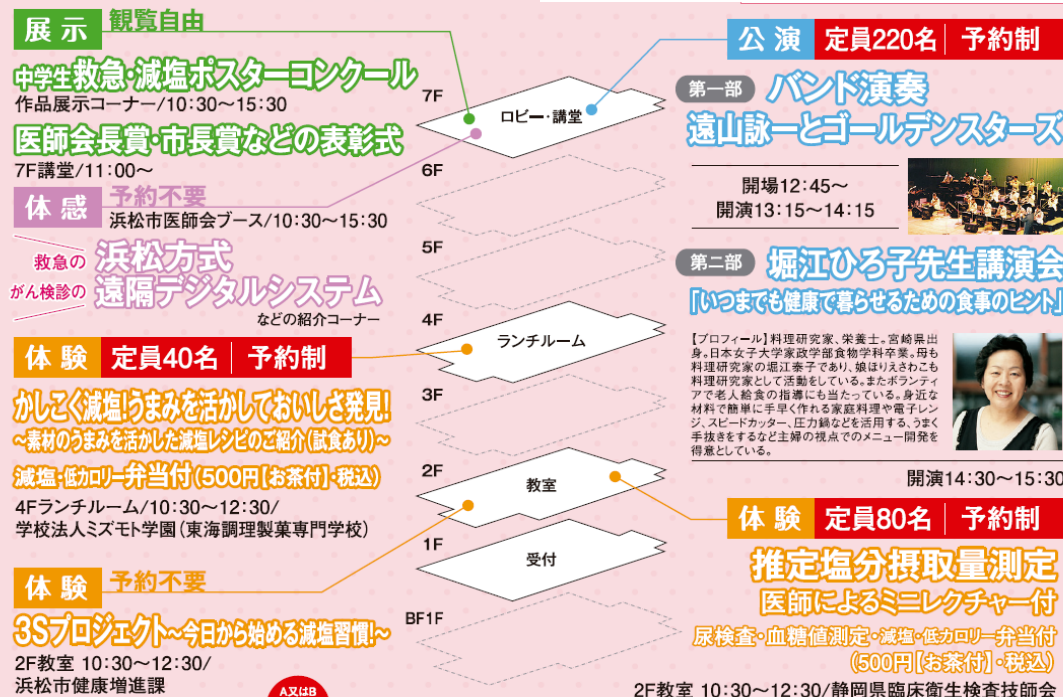 展示 観覧自由
中学生救急・減塩ポスターコンクール
作品展示コーナー/10:30〜15:30
医師会長賞・市長賞などの表彰式
7F講堂/11:00〜
体感 予約不要
浜松市医師会ブース/10:30〜15:30
救急の 浜松方式
がん検診の 遠隔デジタルシステム
などの紹介コーナー
体験 定員40名 予約制
かしこく減塩!うまみを活かしておいしさ発見!
〜素材のうまみを活かした減塩レシピのご紹介(試食あり)〜
減塩・低カロリー弁当付(500円【お茶付】・税込)
4Fランチルーム/10:30〜12:30/
学校法人ミズモト学園(東海調理製菓専門学校)
体験 予約不要
3Sプロジェクト〜今日から始める減塩習慣!〜
2F教室 10:30〜12:30/
浜松市健康増進課
A又はB
7F
ロビー・講堂
6F
5F
4F
ランチルーム
3F
2F
教室
1F
受付
BF1F
公演 定員220名 予約制
第一部 バンド演奏
遠山詠一とゴールデンスターズ
開場12:45〜
開演13:15〜14:15
第二部 堀江ひろ子先生講演会
『いつまでも健康で暮らせるための食事のヒント』
【プロフィール】料理研究家、栄養士。宮崎県出
身。日本女子大学家政学部食物学科卒業。母も
料理研究家の堀江泰子であり、娘ほりえさわこも
料理研究家として活動をしている。またボランティ
アで老人給食の指導にも当たっている。身近な
材料で簡単に手早く作れる家庭料理や電子レン
ジ、スピードカッター、圧力鍋などを活用する、うまく
手抜きをするなど主婦の視点でのメニュー開発を
得意としている。
開演14:30〜15:30
体験 定員80名 予約制
推定塩分摂取量測定
医師によるミニレクチャー付
尿検査・血糖値測定・減塩・低カロリー弁当付
(500円【お茶付】・税込)
2F教室 10:30〜12:30/静岡県臨床衛生検査技師会